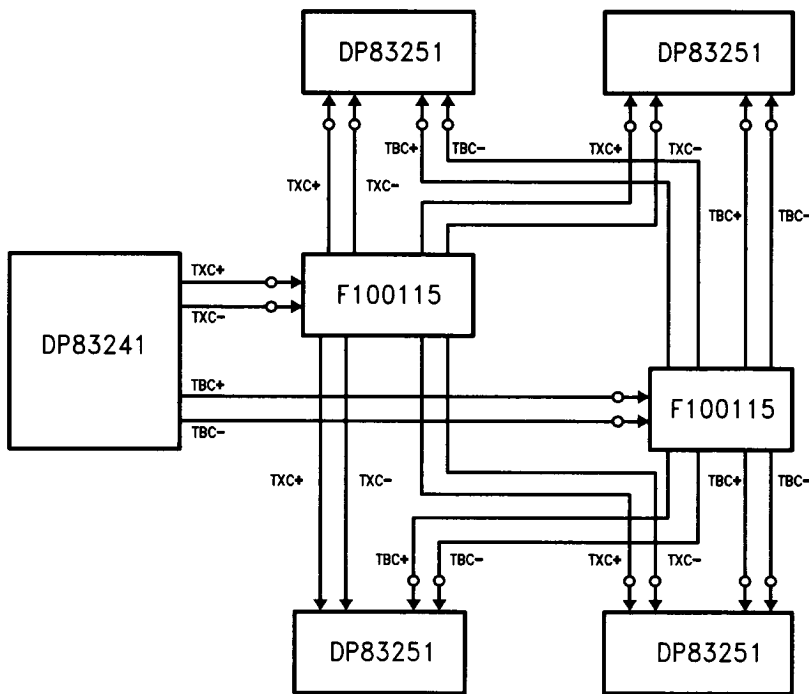 DP83251
DP83251
TBC+
TBC-
TXC+
TXC-
TXC+
TXC-
TBC+
TBC-
TXC+
F100115
TXC-
DP83241
TBC+
F100115
TBC-
TXC+
TXC-
TBC+
TBC-
TBC+
TBC-
TXC+
TXC-
DP83251
DP83251